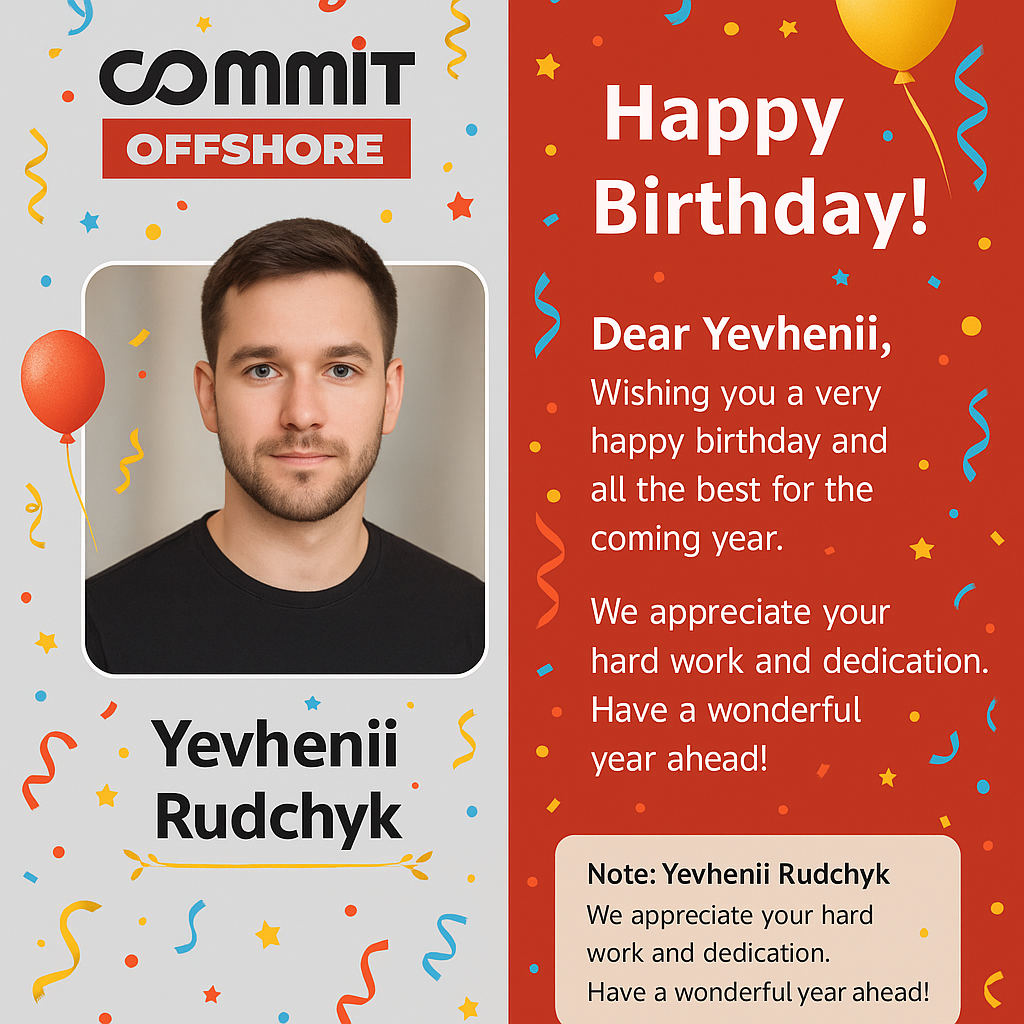 COMMIT
OFFSHORE
Yevhenii
Rudchyk
Happy
Birthday!
Dear Yevhenii,
Wishing you a very
happy birthday and
all the best for the
coming year.
We appreciate your
hard work and dedication.
Have a wonderful
year ahead!
Note: Yevhenii Rudchyk
We appreciate your hard
work and dedication.
Have a wonderful year ahead!